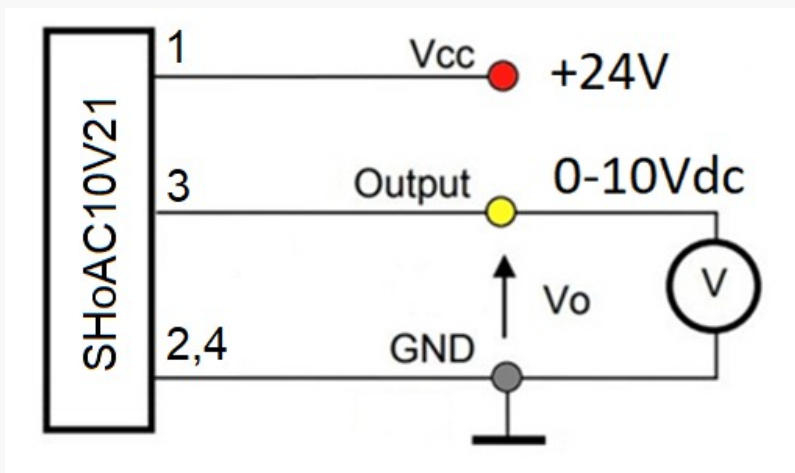 SHoAC10V21
1
Vcc
+24V
3
Output
0-10Vdc
V
Vo
2,4
GND